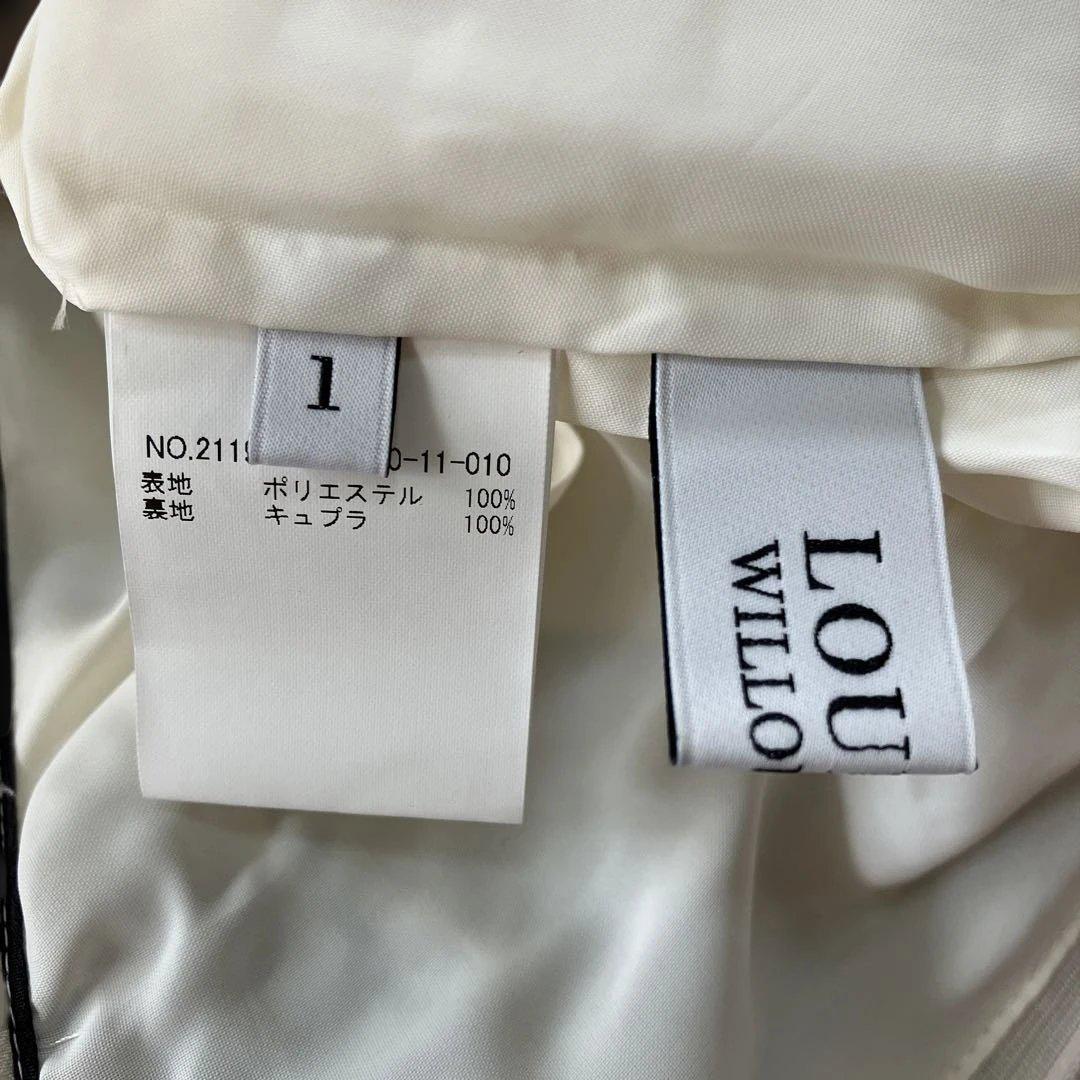 1
NO.2119 0-11-010
表地 ポリエステル 100%
裏地 キュプラ 100%
LOU
WILLO